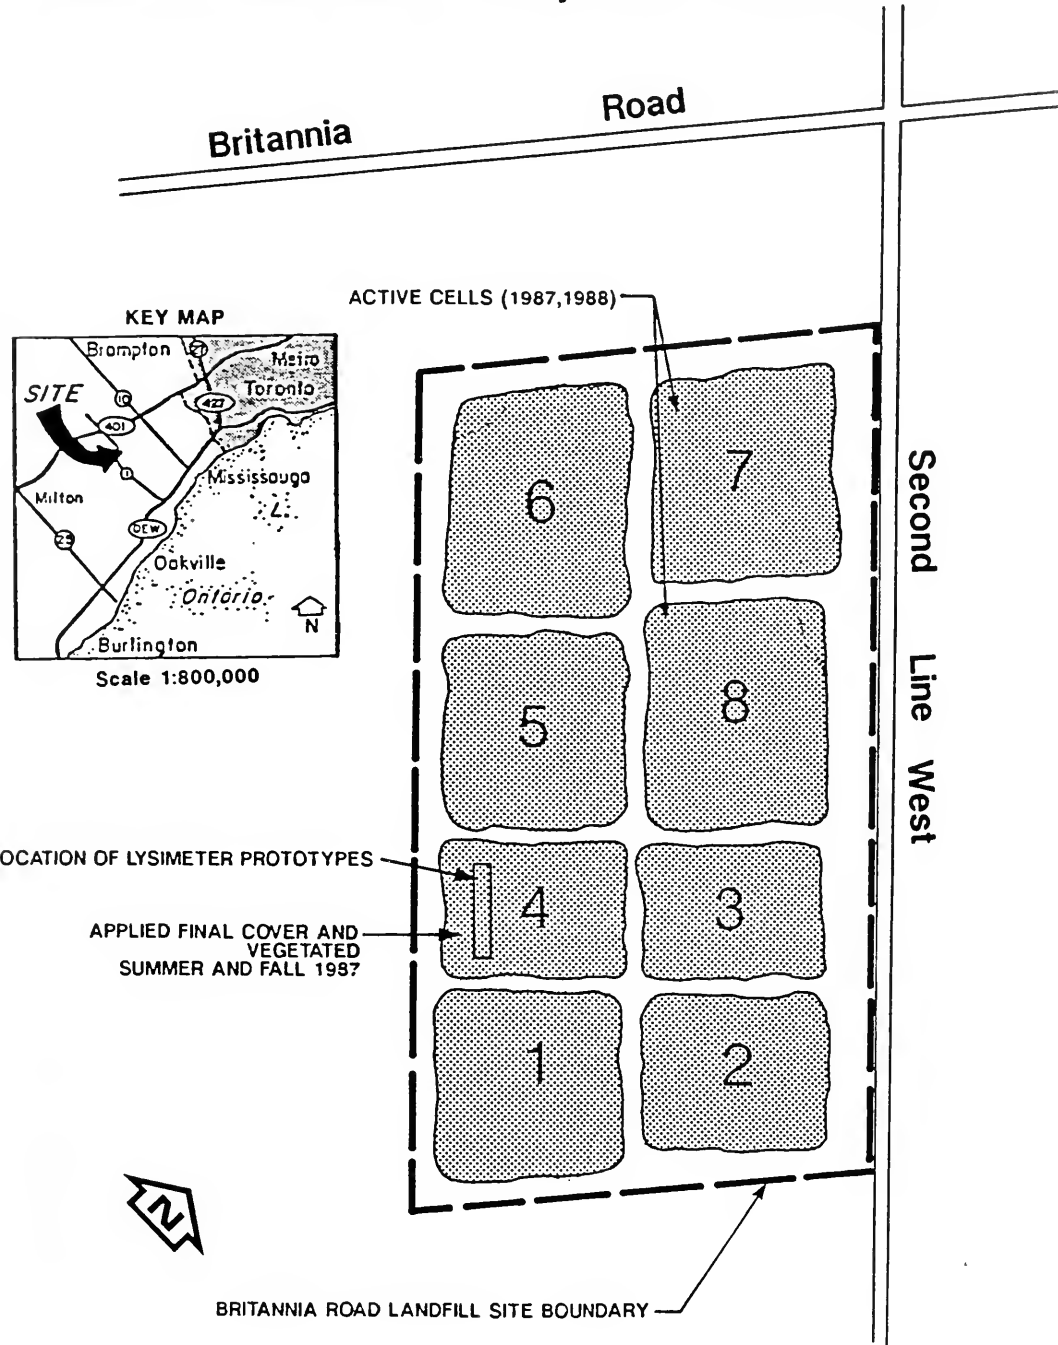 Britannia Road
ACTIVE CELLS (1987,1988)
KEY MAP
Brampton
Metro
Toronto
SITE
10
427
401
Mississauga
1
L.
Milton
QEW
25
Oakville
Ontario
N
Burlington
Scale 1:800,000
6
7
5
8
Second Line West
OCATION OF LYSIMETER PROTOTYPES
4
3
APPLIED FINAL COVER AND
VEGETATED
SUMMER AND FALL 1987
1
2
N
BRITANNIA ROAD LANDFILL SITE BOUNDARY